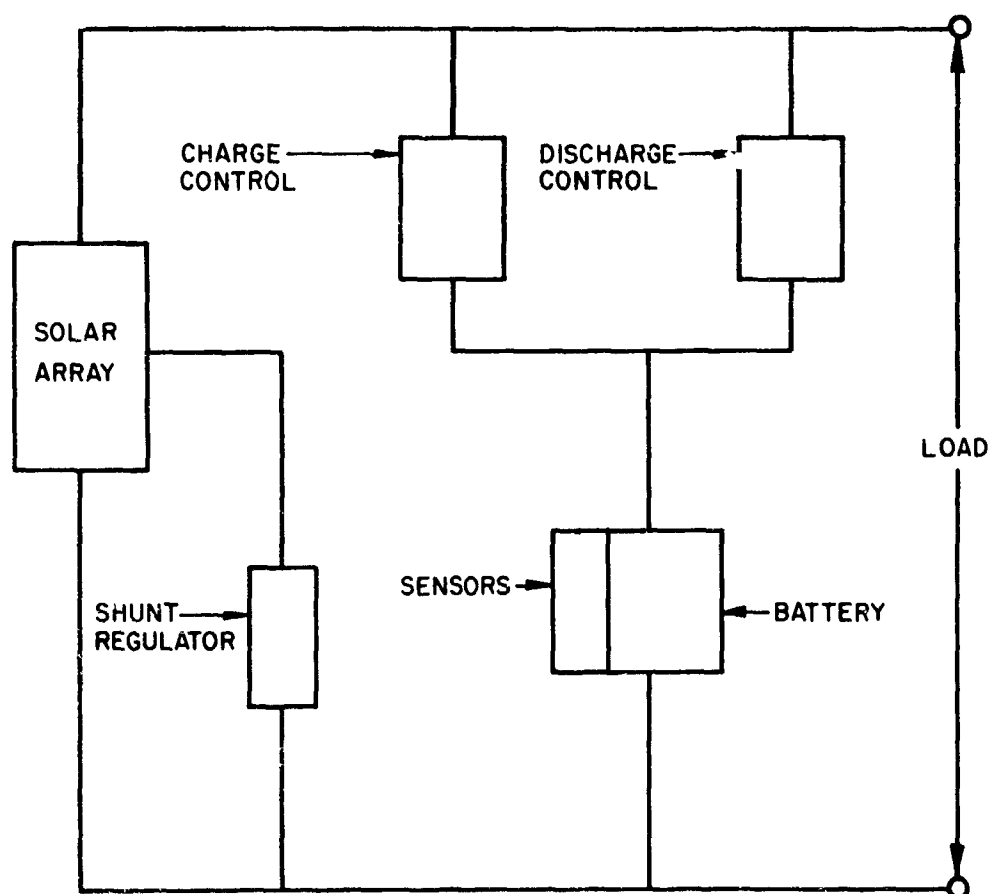 CHARGE
CONTROL
DISCHARGE
CONTROL
SOLAR
ARRAY
LOAD
SENSORS
BATTERY
SHUNT
REGULATOR